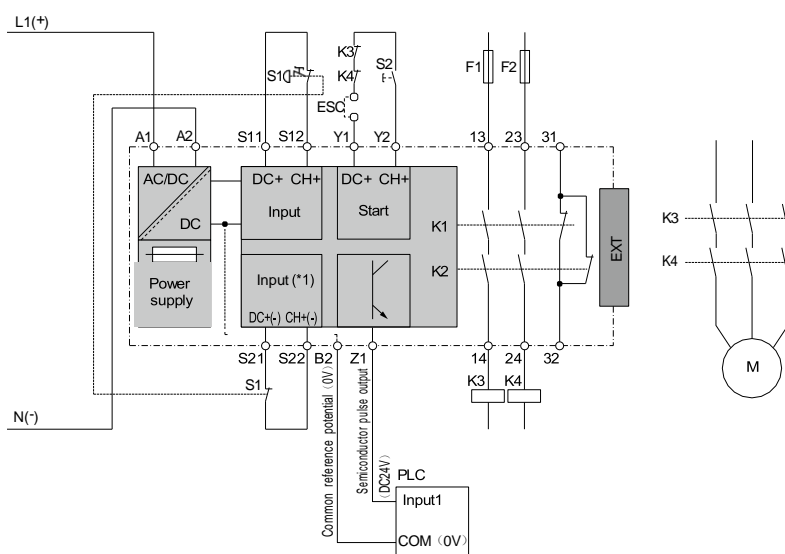 L1(+)
K3
K4
S1
S2
ESC
F1
F2
A1
A2
S11
S12
Y1
Y2
13
23
31
AC/DC
DC
DC+ CH+
Input
DC+ CH+
Start
K1
K2
EXT
K3
K4
Power
supply
Input (*1)
DC+(-) CH+(-)
M
S21
S22
B2
Z1
14
24
32
S1
K3
K4
N(-)
Common reference potential（0V）
Semiconductor pulse output
（DC24V）
PLC
Input1
COM（0V）